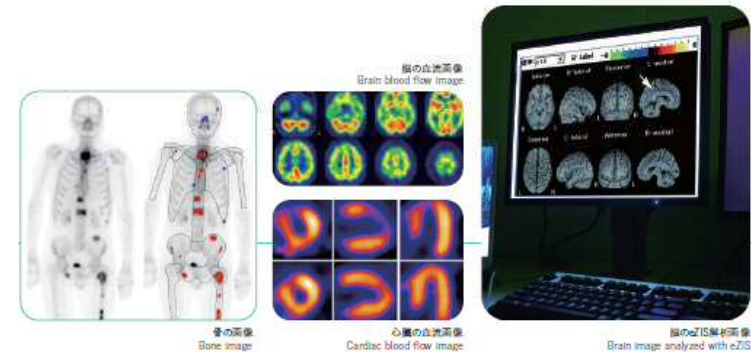 脳の血流画像
Brain blood flow image
骨の画像
Bone image
心臓の血流画像
Cardiac blood flow image
脳のeZIS解析画像
Brain image analyzed with eZIS